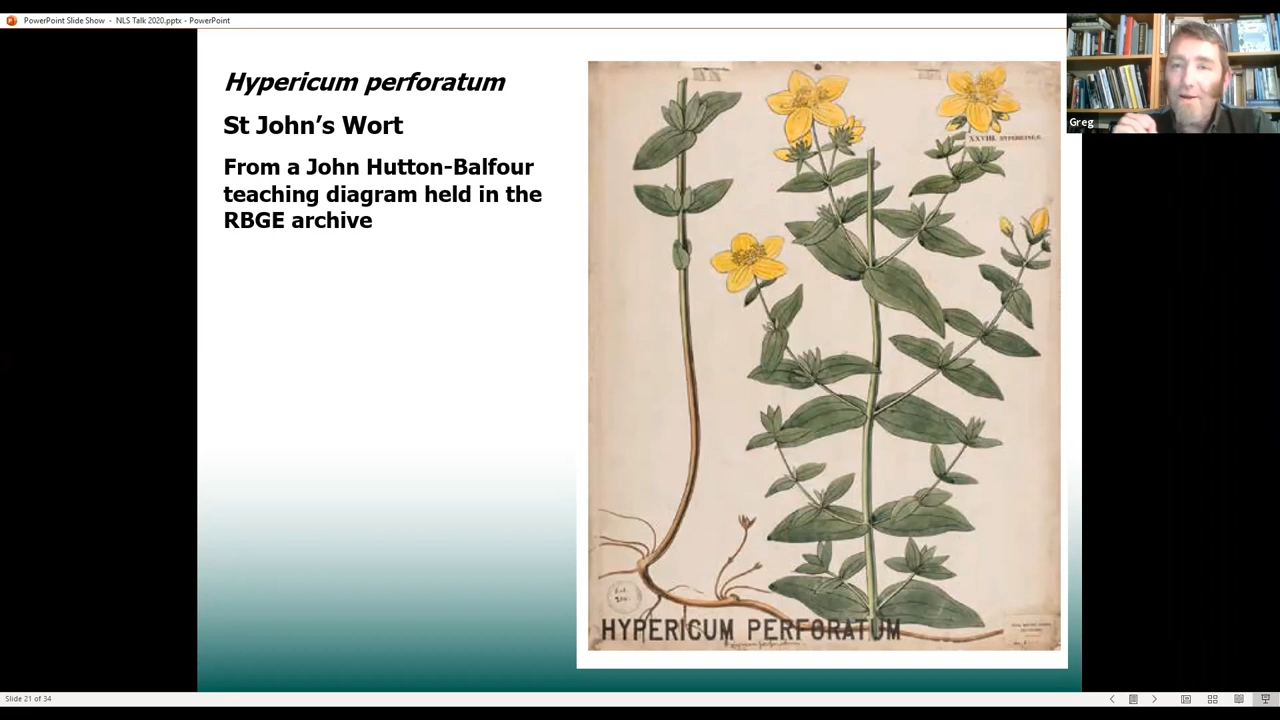 PowerPoint Slide Show - NLS Talk 2020.pptx - PowerPoint
Hypericum perforatum
St John's Wort
From a John Hutton-Balfour
teaching diagram held in the
RBGE archive
Greg
HYPERICUM PERFORATUM
Slide 21 of 34